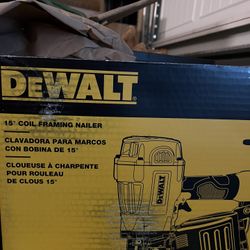 DEWALT
15° COIL FRAMING NAILER
CLAVADORA PARA MARCOS
CON BOBINA DE 15°
CLOUEUSE À CHARPENTE
POUR ROULEAU
DE CLOUS 15°